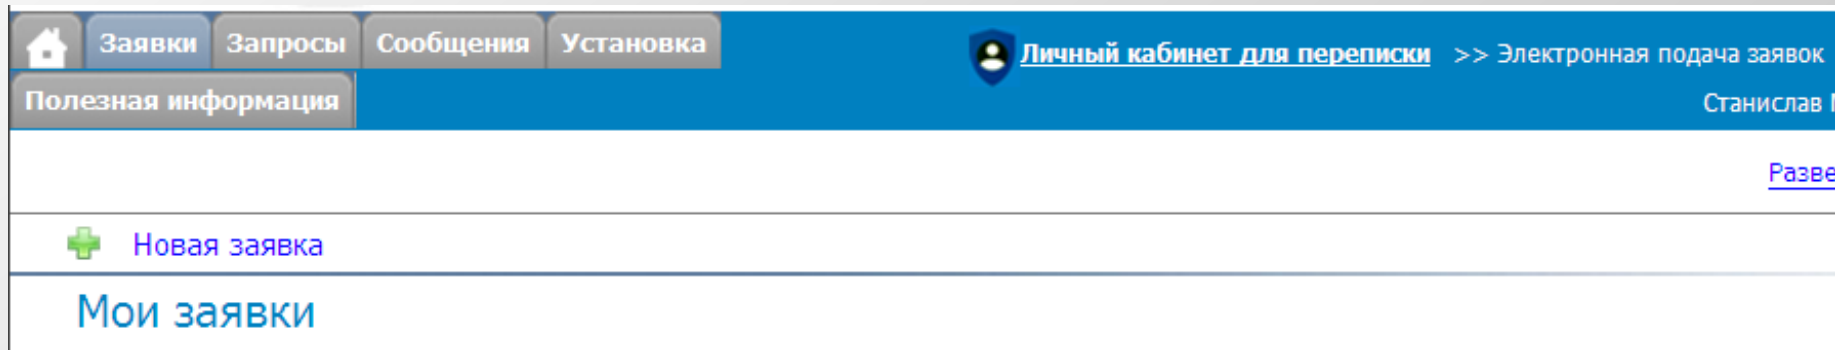 Заявки Запросы Сообщения Установка
Личный кабинет для переписки >> Электронная подача заявок
Полезная информация
Станислав
Новая заявка
Мои заявки